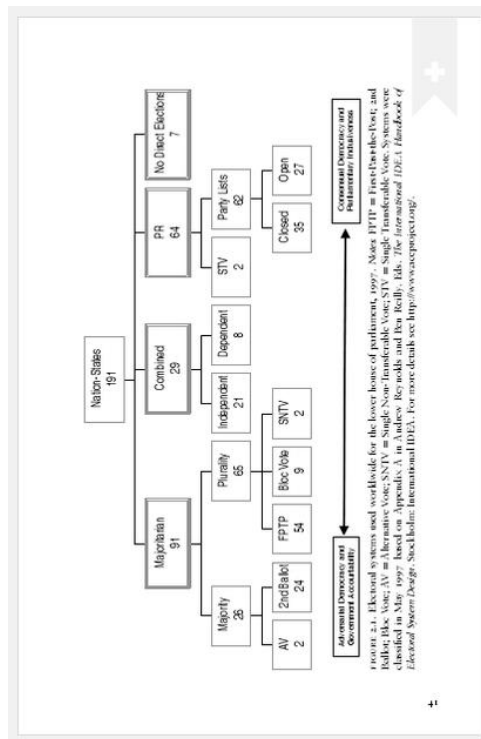 Nation-States
191
Majoritarian
91
Combined
29
PR
64
No Direct Elections
7
Majority
26
Plurality
65
Independent
21
Dependent
8
STV
2
Party Lists
62
AV
2
2nd Ballot
24
FPTP
54
Bloc Vote
9
SNTV
2
Closed
35
Open
27
Adversarial Democracy and
Government Accountability
Consensual Democracy and
Parliamentary Inclusiveness
FIGURE 2.1. Electoral systems used worldwide for the lower house of parliament, 1997. Notes: FPTP = First-Past-the-Post; 2nd
Ballot; Bloc Vote; AV = Alternative Vote; SNTV = Single Non-Transferable Vote; STV = Single Transferable Vote. Systems were
classified in May 1997 based on Appendix A in Andrew Reynolds and Ben Reilly, Eds. The International IDEA Handbook of
Electoral System Design. Stockholm: International IDEA. For more details see http://www.aceproject.org/.
41